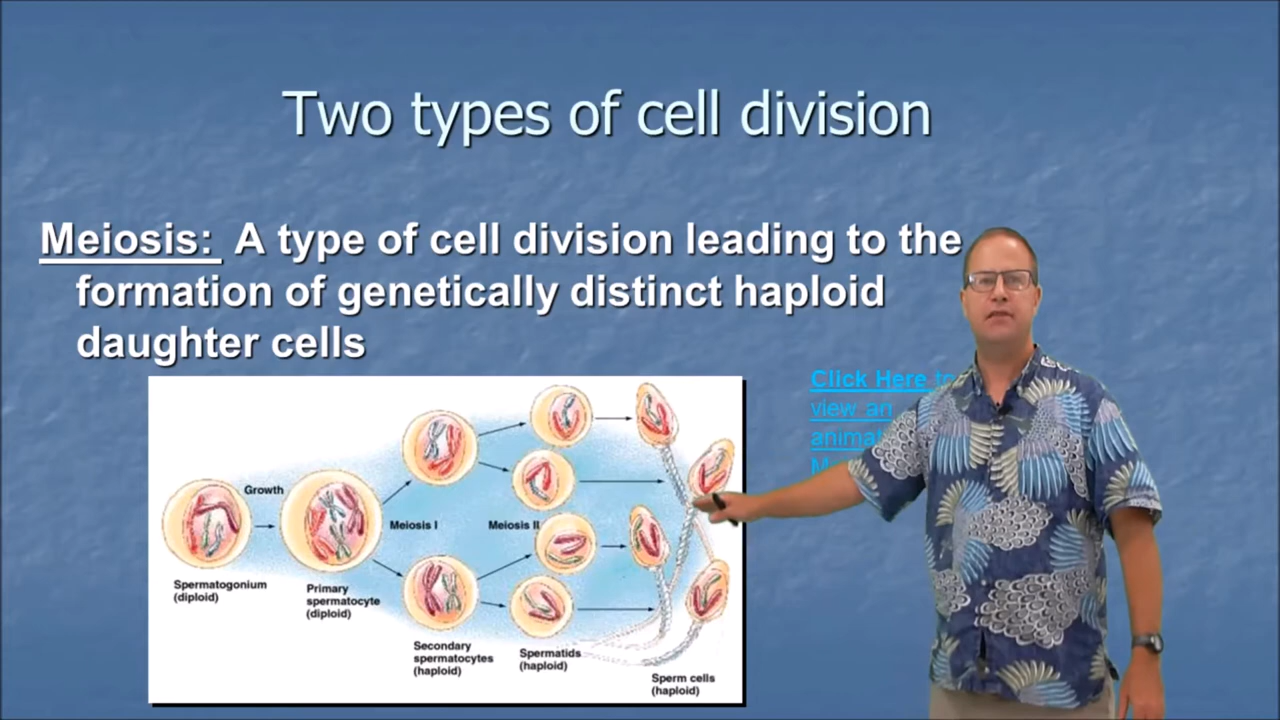 Two types of cell division
Meiosis: A type of cell division leading to the
formation of genetically distinct haploid
daughter cells
Click Here to
view an
Growth
Meiosis I
Meiosis II
Spermatogonium
(diploid)
Primary
spermatocyte
(diploid)
Secondary
spermatocytes
(haploid)
Spermatids
(haploid)
Sperm cells
(haploid)